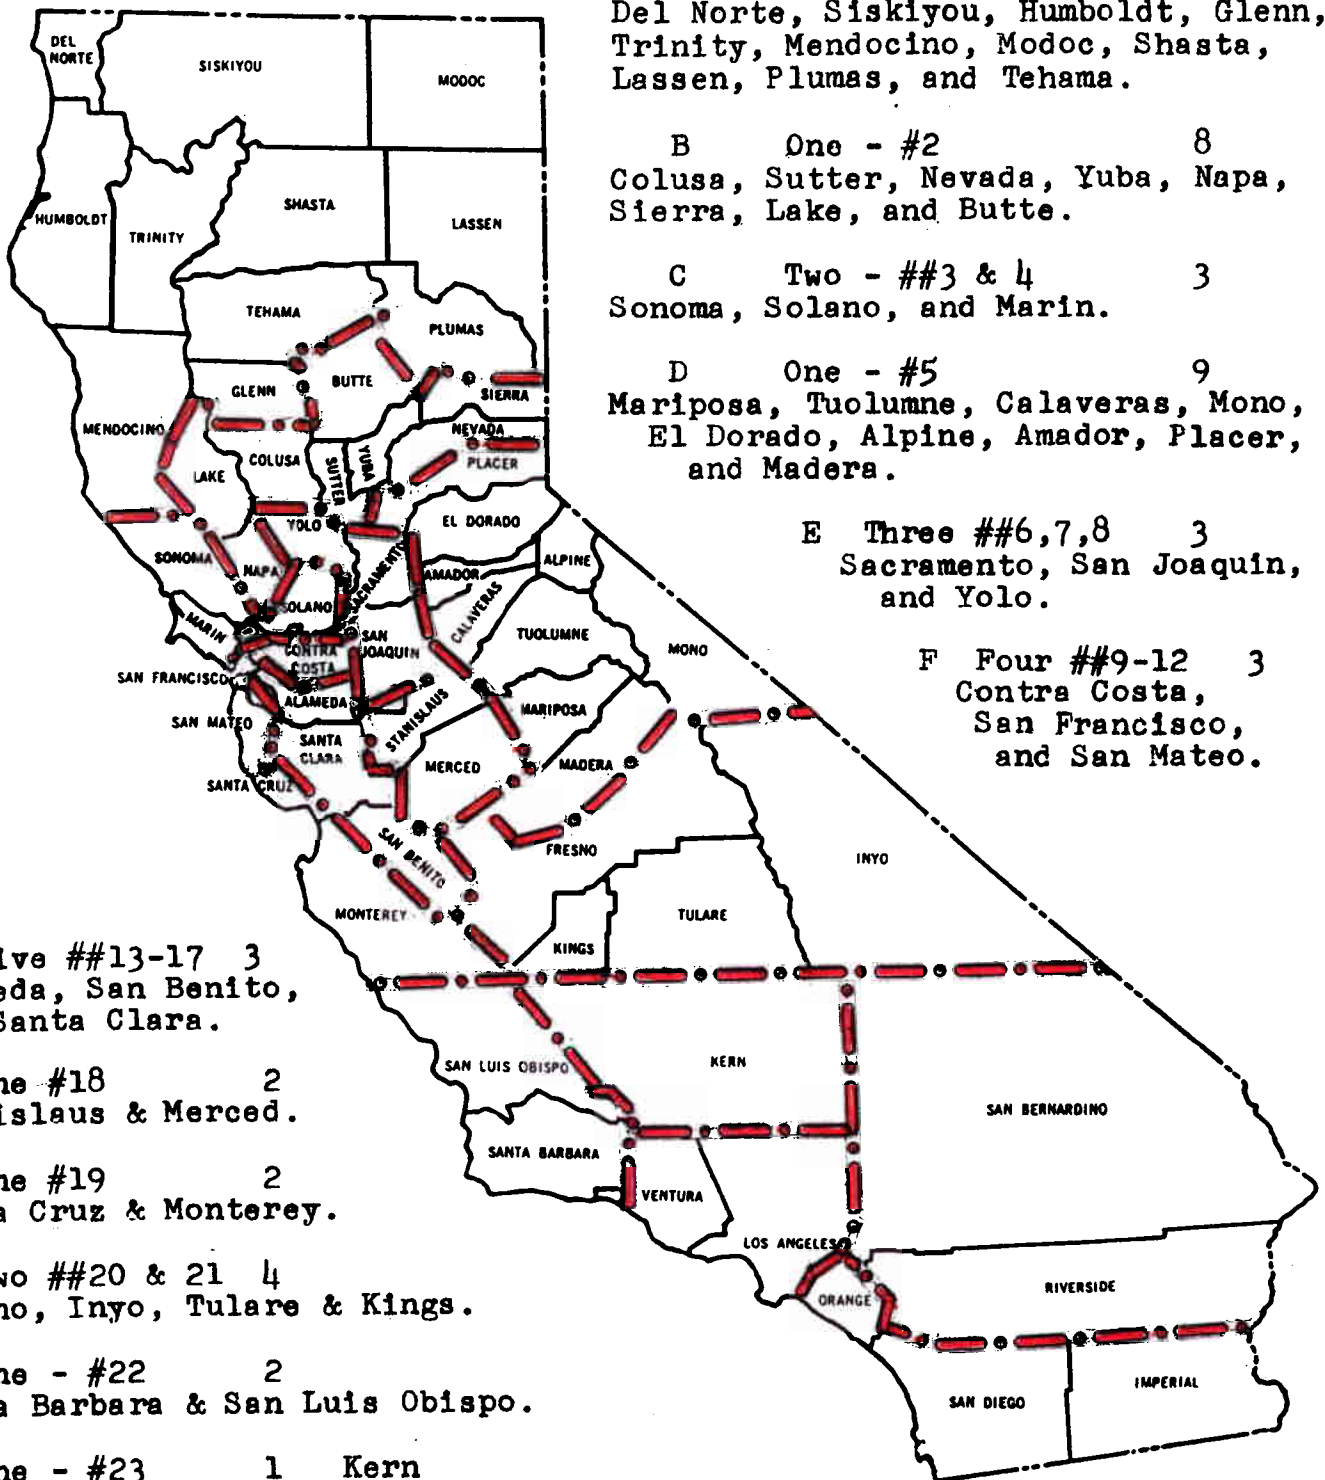 Del Norte, Siskiyou, Humboldt, Glenn,
Trinity, Mendocino, Modoc, Shasta,
Lassen, Plumas, and Tehama.
B One - #2 8
Colusa, Sutter, Nevada, Yuba, Napa,
Sierra, Lake, and Butte.
C Two - ##3 & 4 3
Sonoma, Solano, and Marin.
D One - #5 9
Mariposa, Tuolumne, Calaveras, Mono,
El Dorado, Alpine, Amador, Placer,
and Madera.
E Three ##6,7,8 3
Sacramento, San Joaquin,
and Yolo.
F Four ##9-12 3
Contra Costa,
San Francisco,
and San Mateo.
ive ##13-17 3
eda, San Benito,
Santa Clara.
ne #18 2
islaus & Merced.
ne #19 2
a Cruz & Monterey.
wo ##20 & 21 4
no, Inyo, Tulare & Kings.
ne - #22 2
a Barbara & San Luis Obispo.
ne - #23 1 Kern
DEL
NORTE
SISKIYOU
MODOC
HUMBOLDT
TRINITY
SHASTA
LASSEN
TEHAMA
PLUMAS
GLENN
BUTTE
SIERRA
MENDOCINO
NEVADA
COLUSA
SUTTER
YUBA
PLACER
LAKE
YOLO
EL DORADO
SONOMA
NAPA
SACRAMENTO
ALPINE
AMADOR
SOLANO
CALAVERAS
MARIN
SAN
JOAQUIN
TUOLUMNE
CONTRA
COSTA
MONO
SAN FRANCISCO
ALAMEDA
STANISLAUS
MARIPOSA
SAN MATEO
SANTA
CLARA
MERCED
MADERA
SANTA CRUZ
SAN BENITO
FRESNO
INYO
MONTEREY
KINGS
TULARE
SAN LUIS OBISPO
KERN
SAN BERNARDINO
SANTA BARBARA
VENTURA
LOS ANGELES
ORANGE
RIVERSIDE
SAN DIEGO
IMPERIAL